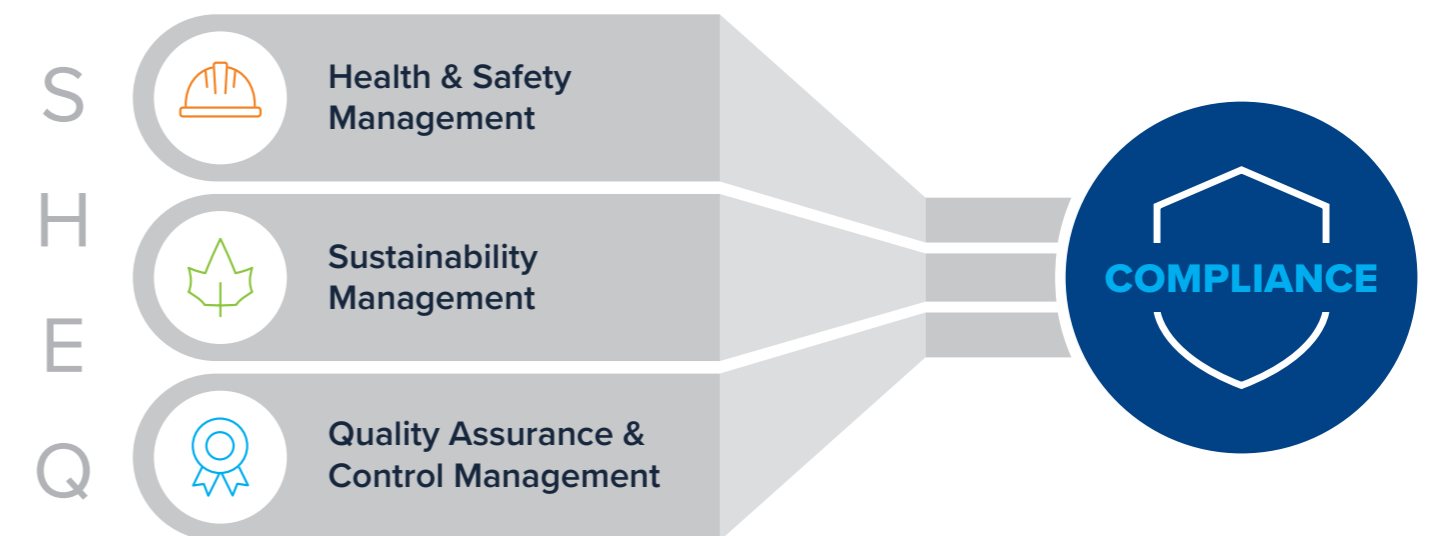 S
H
E
Q
Health & Safety
Management
Sustainability
Management
Quality Assurance &
Control Management
COMPLIANCE